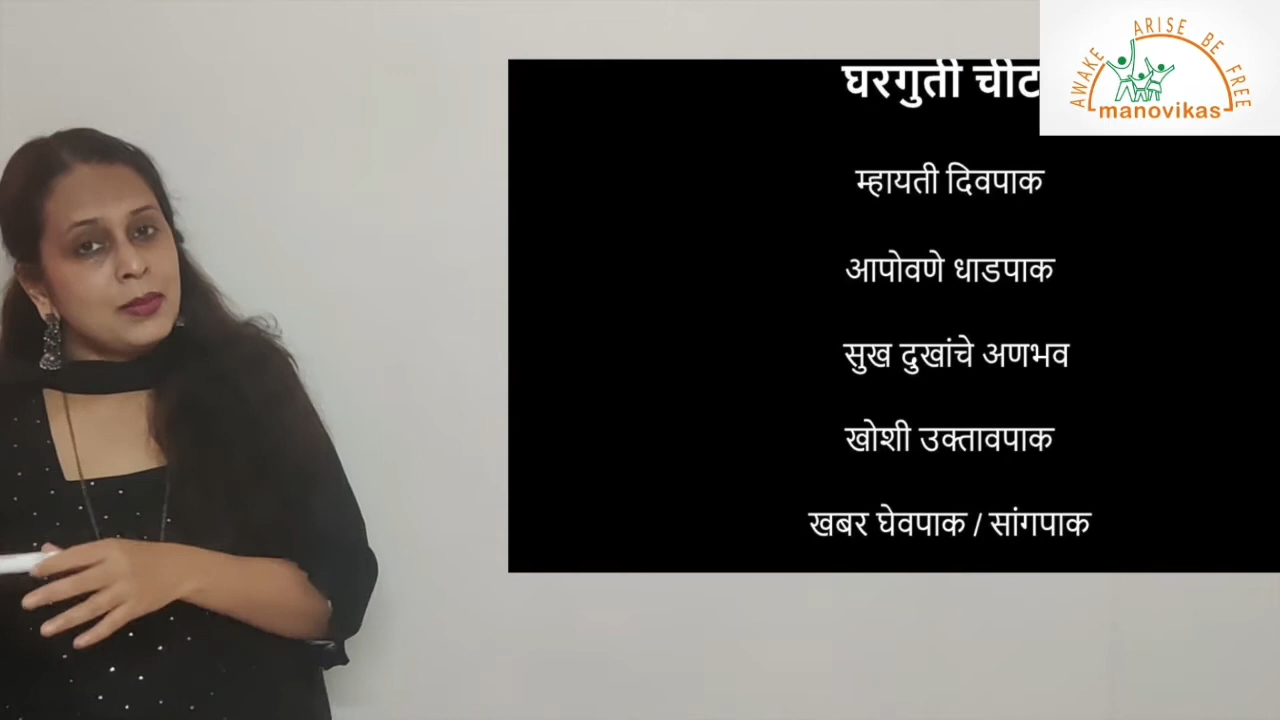 AWAKE ARISE BE FREE
manovikas
घरगुती चीट
म्हायती दिवपाक
आपोवणे धाडपाक
सुख दुखांचे अणभव
खोशी उक्तावपाक
खबर घेवपाक / सांगपाक